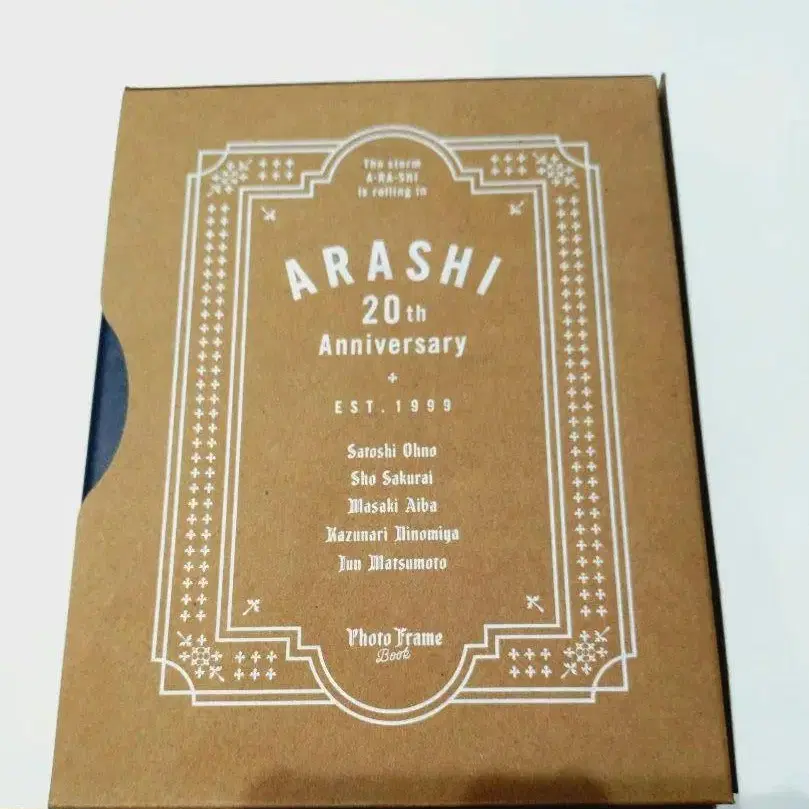 The storm
A-RA-SHI
is rolling in
ARASHI
20th
Anniversary
EST.1999
Satoshi Ohno
Sho Sakurai
Masaki Aiba
Kazunari Ninomiya
Jun Matsumoto
Photo Frame
Book